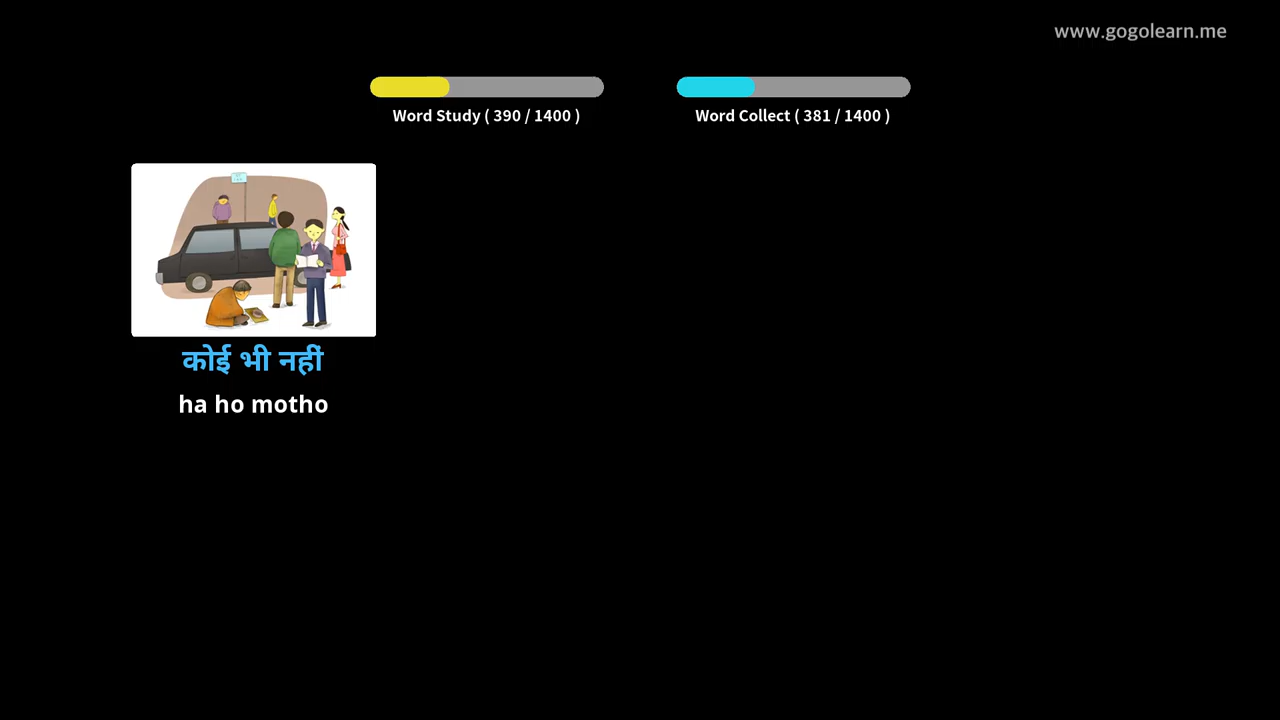 www.gogolearn.me
Word Study ( 390 / 1400 )
Word Collect ( 381 / 1400 )
कोई भी नहीं
ha ho motho